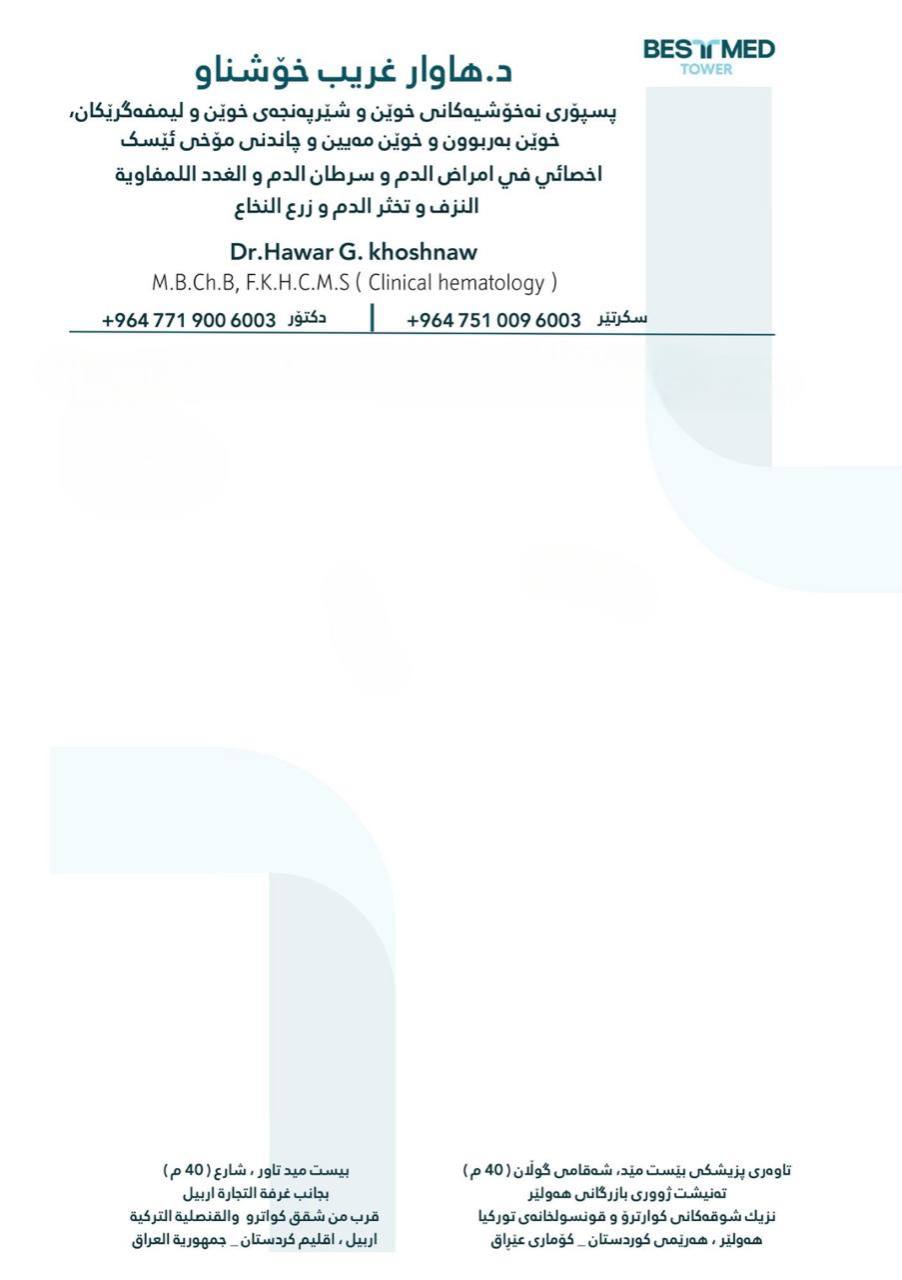 BESTMED
TOWER
د.هاوار غريب خۆشناو
پسپۆری نەخۆشیەکانی خوێن و شێرپەنجەی خوێن و لیمفەگرێکان،
خوێن بەربوون و خوێن مەیین و چاندنی مۆخی ئێسک
اخصائي في امراض الدم و سرطان الدم و الغدد اللمفاوية
النزف و تخثر الدم و زرع النخاع
Dr.Hawar G. khoshnaw
M.B.Ch.B, F.K.H.C.M.S ( Clinical hematology )
سکرتێر +964 751 009 6003 | دکتۆر +964 771 900 6003
تاوەری پزیشکی بێست مێد، شەقامی گوڵان ( 40 م )
تەنیشت ژووری بازرگانی هەولێر
نزیك شوقەکانی کوارترۆ و قونسولخانەی تورکیا
هەولێر ، هەرێمی کوردستان _ کۆماری عێراق
بيست ميد تاور ، شارع ( 40 م )
بجانب غرفة التجارة اربيل
قرب من شقق كواترو والقنصلية التركية
اربيل ، اقليم كردستان _ جمهورية العراق